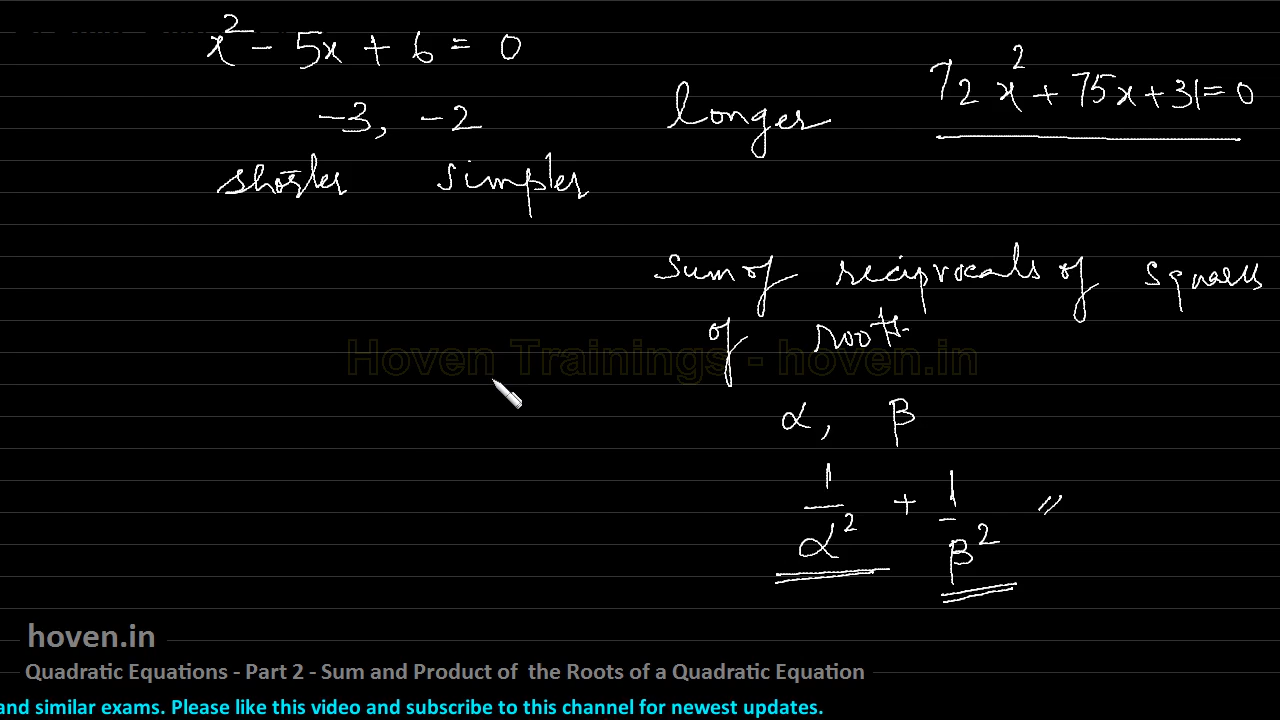 x² - 5x + 6 = 0
-3, -2
shorter simpler
longer
72x² + 75x + 31 = 0
sum of reciprocals of squares
of roots
α, β
1/α² + 1/β²
Hoven Trainings - hoven.in
hoven.in
Quadratic Equations - Part 2 - Sum and Product of the Roots of a Quadratic Equation
and similar exams. Please like this video and subscribe to this channel for newest updates.